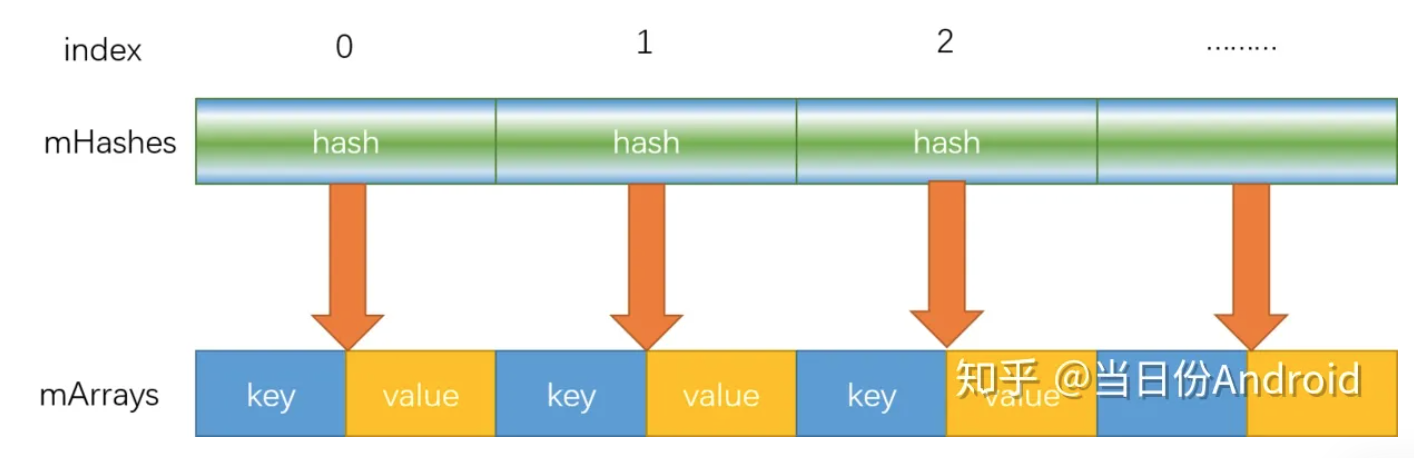 index 0 1 2 ………
mHashes hash hash hash
mArrays key value key value key value
知乎 @当日份Android